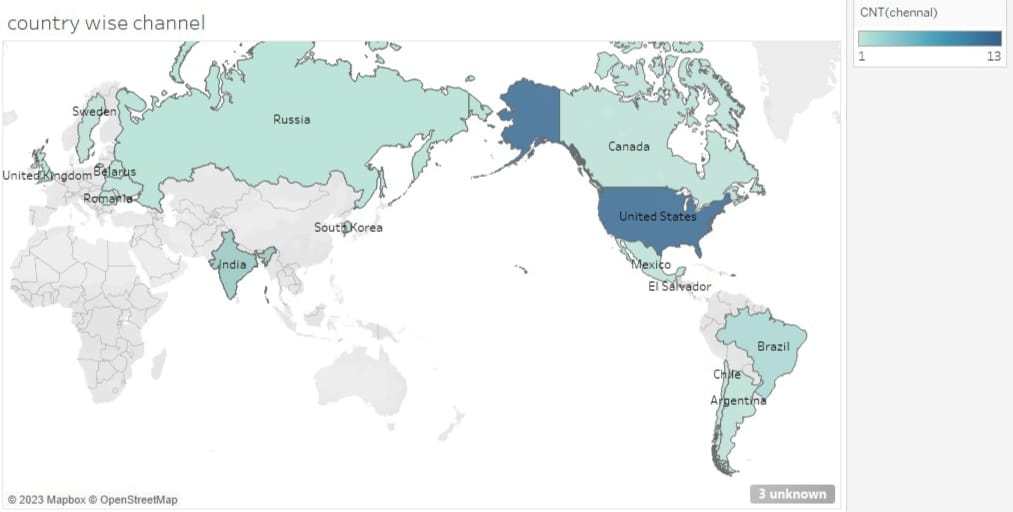 country wise channel
CNT(chennal)
1 13
Sweden
Russia
Canada
United Kingdom
Belarus
Romania
South Korea
United States
India
Mexico
El Salvador
Brazil
Chile
Argentina
3 unknown
© 2023 Mapbox © OpenStreetMap